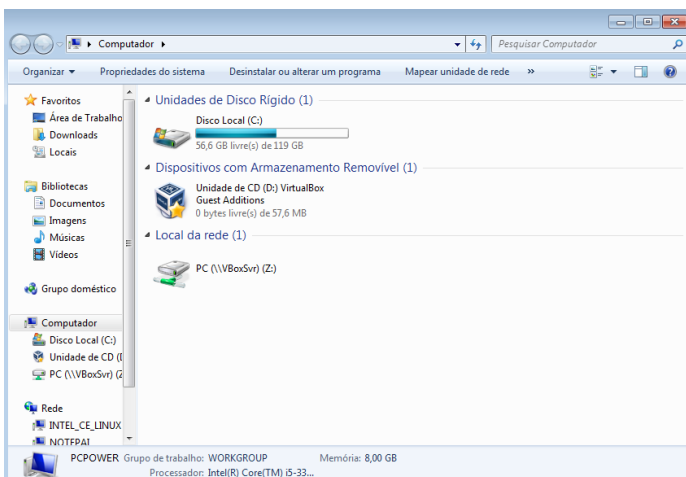 Computador
Pesquisar Computador
Organizar
Propriedades do sistema
Desinstalar ou alterar um programa
Mapear unidade de rede
»
Favoritos
Área de Trabalho
Downloads
Locais
Bibliotecas
Documentos
Imagens
Músicas
Vídeos
Grupo doméstico
Computador
Disco Local (C:)
Unidade de CD (
PC (\\VBoxSvr) (Z
Rede
INTEL_CE_LINUX
Unidades de Disco Rígido (1)
Disco Local (C:)
56,6 GB livre(s) de 119 GB
Dispositivos com Armazenamento Removível (1)
Unidade de CD (D:) VirtualBox
Guest Additions
0 bytes livre(s) de 57,6 MB
Local da rede (1)
PC (\\VBoxSvr) (Z:)
PCPOWER Grupo de trabalho: WORKGROUP Memória: 8,00 GB
Processador: Intel(R) Core(TM) i5-33...